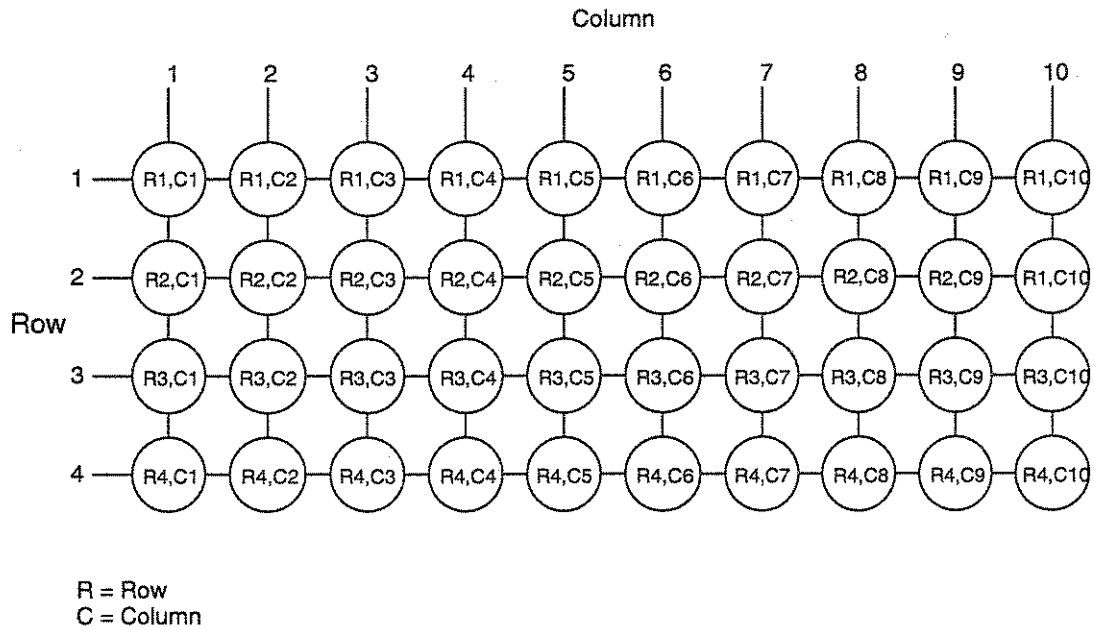 Column
1 2 3 4 5 6 7 8 9 10
1 R1,C1 R1,C2 R1,C3 R1,C4 R1,C5 R1,C6 R1,C7 R1,C8 R1,C9 R1,C10
2 R2,C1 R2,C2 R2,C3 R2,C4 R2,C5 R2,C6 R2,C7 R2,C8 R2,C9 R1,C10
Row
3 R3,C1 R3,C2 R3,C3 R3,C4 R3,C5 R3,C6 R3,C7 R3,C8 R3,C9 R3,C10
4 R4,C1 R4,C2 R4,C3 R4,C4 R4,C5 R4,C6 R4,C7 R4,C8 R4,C9 R4,C10
R = Row
C = Column